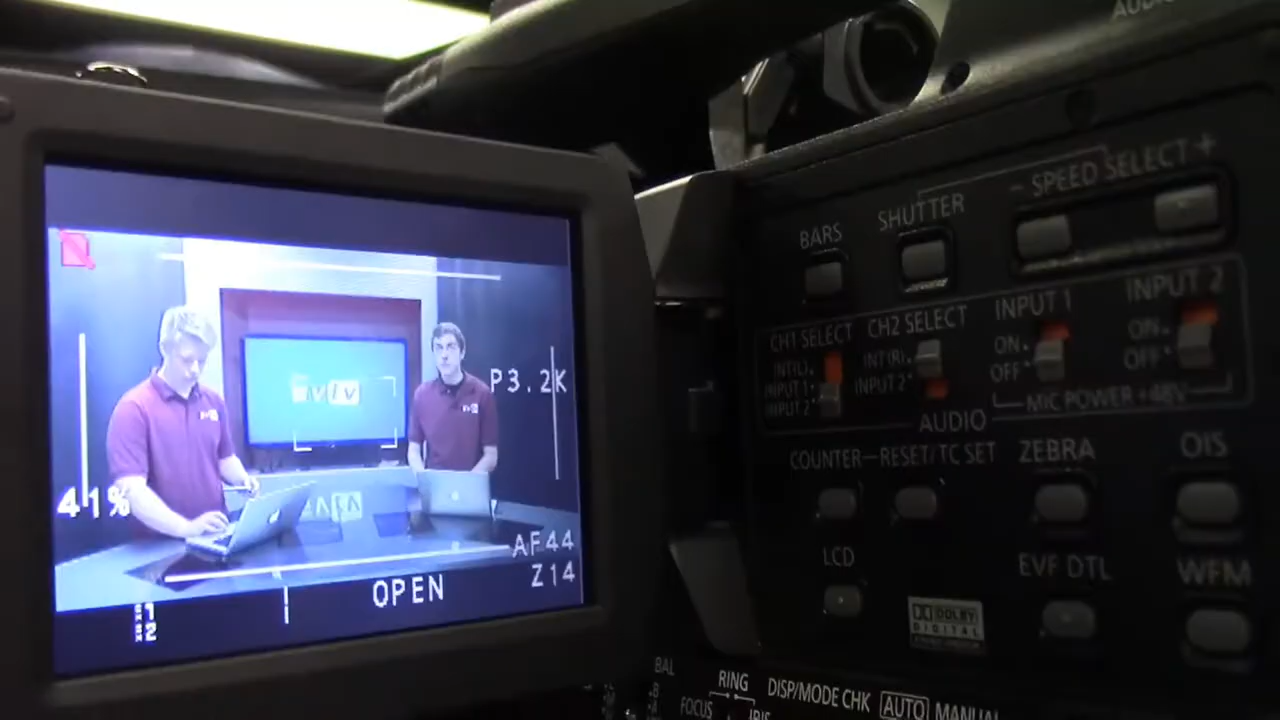 AUDIO
- SPEED SELECT +
SHUTTER
BARS
CH1 SELECT
CH2 SELECT
INPUT 1
INPUT 2
INT(L)
INPUT 1
INPUT 2
INT(R)
INPUT 2
ON
OFF
ON
OFF
MIC POWER +48V
AUDIO
COUNTER
RESET/TC SET
ZEBRA
OIS
LCD
EVF DTL
WFM
DOLBY
DIGITAL
BAL
RING
DISP/MODE CHK
AUTO
MANUAL
FOCUS
IRIS
P3.2K
41%
AF44
Z14
OPEN
1
2